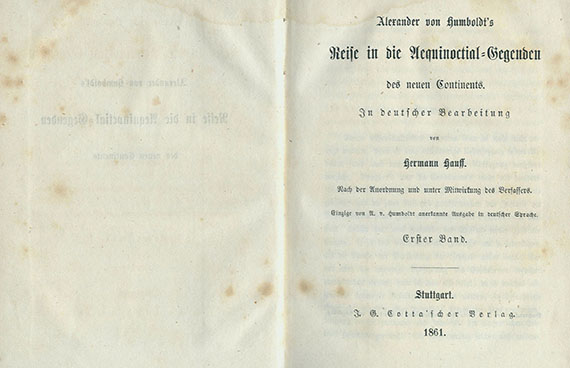 Alexander von Humboldt's
Reise in die Aequinoctial-Gegenden
des neuen Continents.
In deutscher Bearbeitung
von
Hermann Hauff.
Nach der Anordnung und unter Mitwirkung des Verfassers.
Einzige von A. v. Humboldt anerkannte Ausgabe in deutscher Sprache.
Erster Band.
Stuttgart.
J. G. Cotta'scher Verlag.
1861.